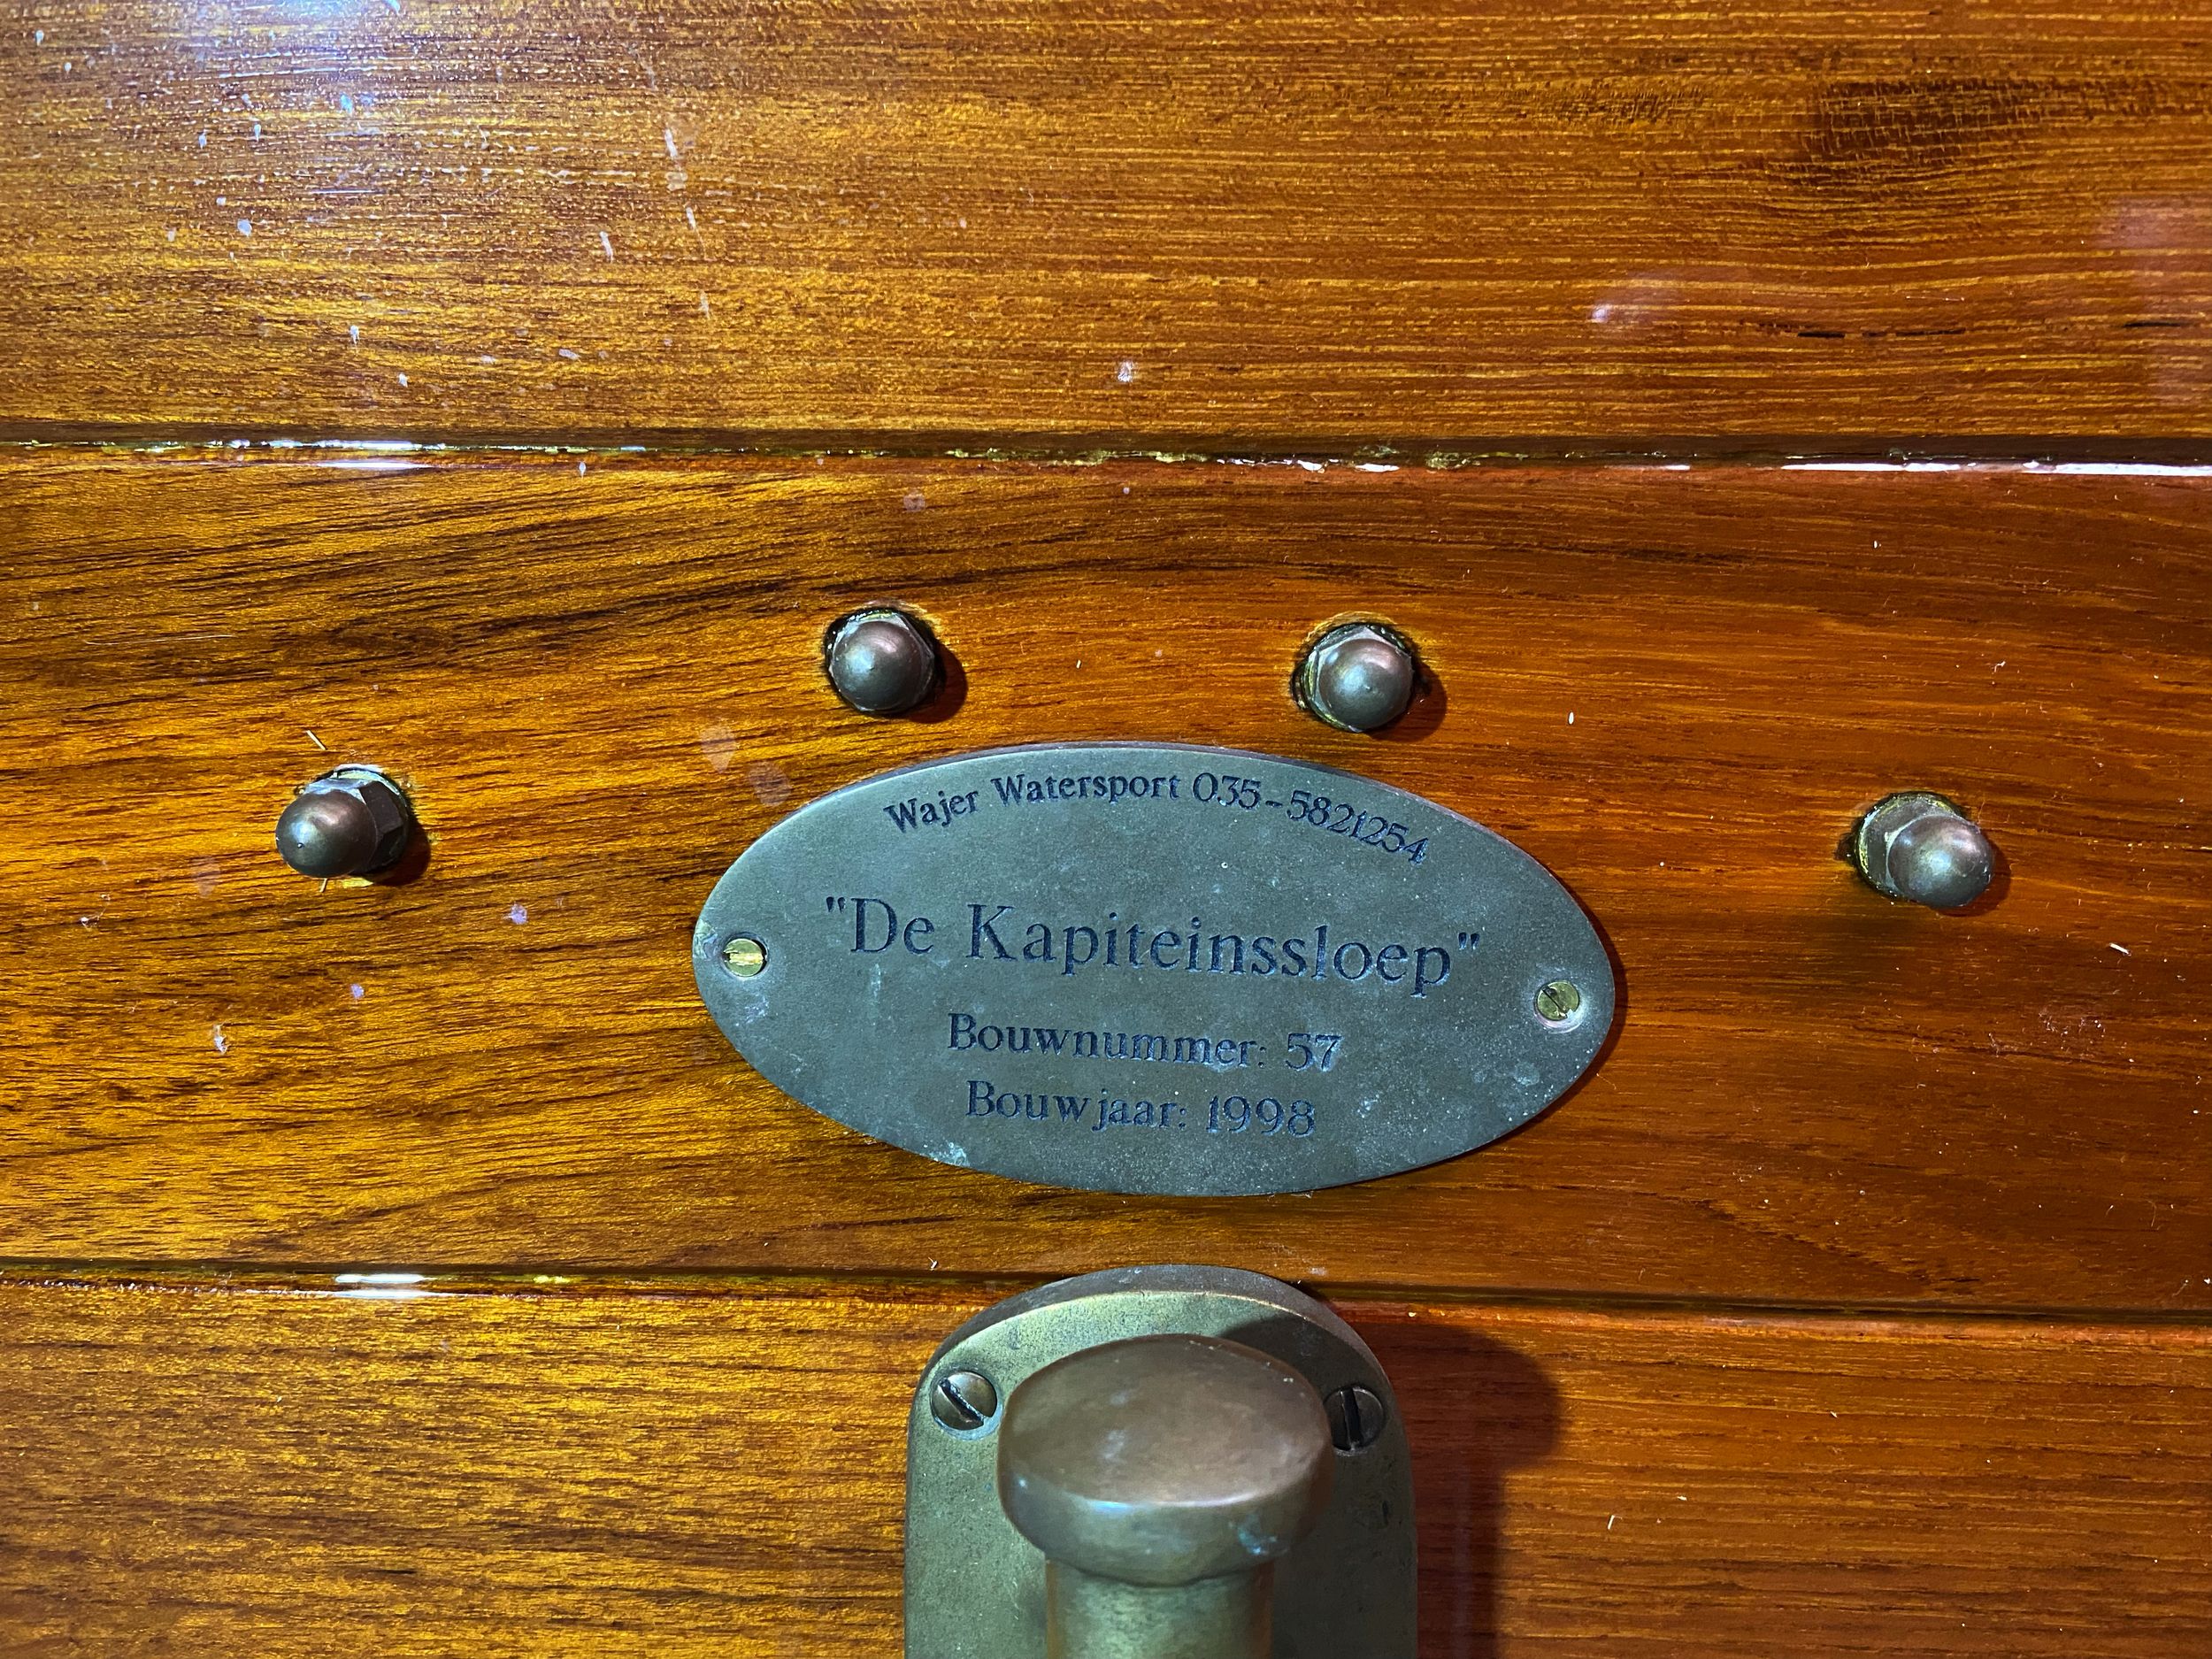 Wajer Watersport 035-5821254
"De Kapiteinssloep"
Bouwnummer: 57
Bouwjaar: 1998